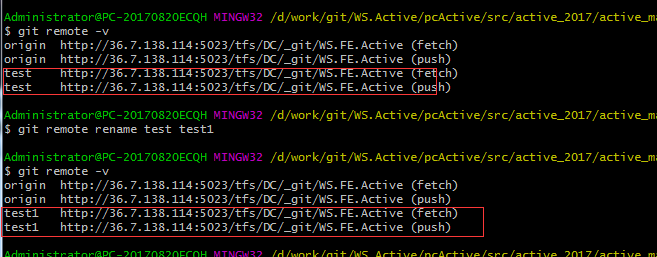 Administrator@PC-20170820ECQH MINGW32 /d/work/git/WS.Active/pcActive/src/active_2017/active_ma
$ git remote -v
origin  http://36.7.138.114:5023/tfs/DC/_git/WS.FE.Active (fetch)
origin  http://36.7.138.114:5023/tfs/DC/_git/WS.FE.Active (push)
test    http://36.7.138.114:5023/tfs/DC/_git/WS.FE.Active (fetch)
test    http://36.7.138.114:5023/tfs/DC/_git/WS.FE.Active (push)
Administrator@PC-20170820ECQH MINGW32 /d/work/git/WS.Active/pcActive/src/active_2017/active_ma
$ git remote rename test test1
Administrator@PC-20170820ECQH MINGW32 /d/work/git/WS.Active/pcActive/src/active_2017/active_ma
$ git remote -v
origin  http://36.7.138.114:5023/tfs/DC/_git/WS.FE.Active (fetch)
origin  http://36.7.138.114:5023/tfs/DC/_git/WS.FE.Active (push)
test1   http://36.7.138.114:5023/tfs/DC/_git/WS.FE.Active (fetch)
test1   http://36.7.138.114:5023/tfs/DC/_git/WS.FE.Active (push)
Administrator@PC-20170820ECQH MINGW32 /d/work/git/WS.Active/pcActive/src/active_2017/active_ma